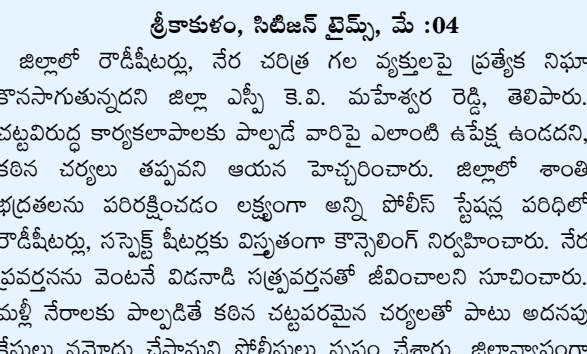 శ్రీకాకుళం, సిటిజన్ టైమ్స్, మే :04
జిల్లాలో రౌడీషీటర్లు, నేర చరిత్ర గల వ్యక్తులపై ప్రత్యేక నిఘా
కొనసాగుతున్నదని జిల్లా ఎస్పీ కె.వి. మహేశ్వర రెడ్డి, తెలిపారు.
చట్టవిరుద్ధ కార్యకలాపాలకు పాల్పడే వారిపై ఎలాంటి ఉపేక్ష ఉండదని,
కఠిన చర్యలు తప్పవని ఆయన హెచ్చరించారు. జిల్లాలో శాంతి
భద్రతలను పరిరక్షించడం లక్ష్యంగా అన్ని పోలీస్ స్టేషన్ల పరిధిలో
రౌడీషీటర్లు, సస్పెక్ట్ షీటర్లకు విస్తృతంగా కౌన్సెలింగ్ నిర్వహించారు. నేర
ప్రవర్తనను వెంటనే విడనాడి సత్ప్రవర్తనతో జీవించాలని సూచించారు.
మళ్లీ నేరాలకు పాల్పడితే కఠిన చట్టపరమైన చర్యలతో పాటు అదనపు
కేసులు నమోదు చేస్తామని పోలీసులు స్పష్టం చేశారు. జిల్లావ్యాప్తంగా